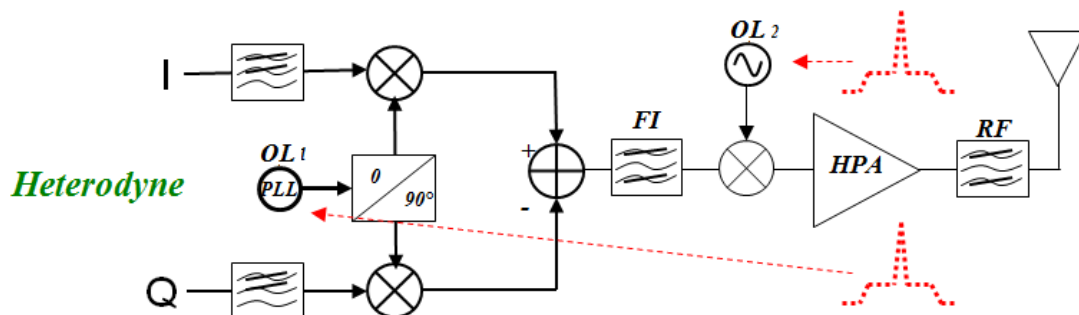 I
OL 2
FI
RF
+
HPA
OL 1
PLL
0
90°
Heterodyne
-
Q